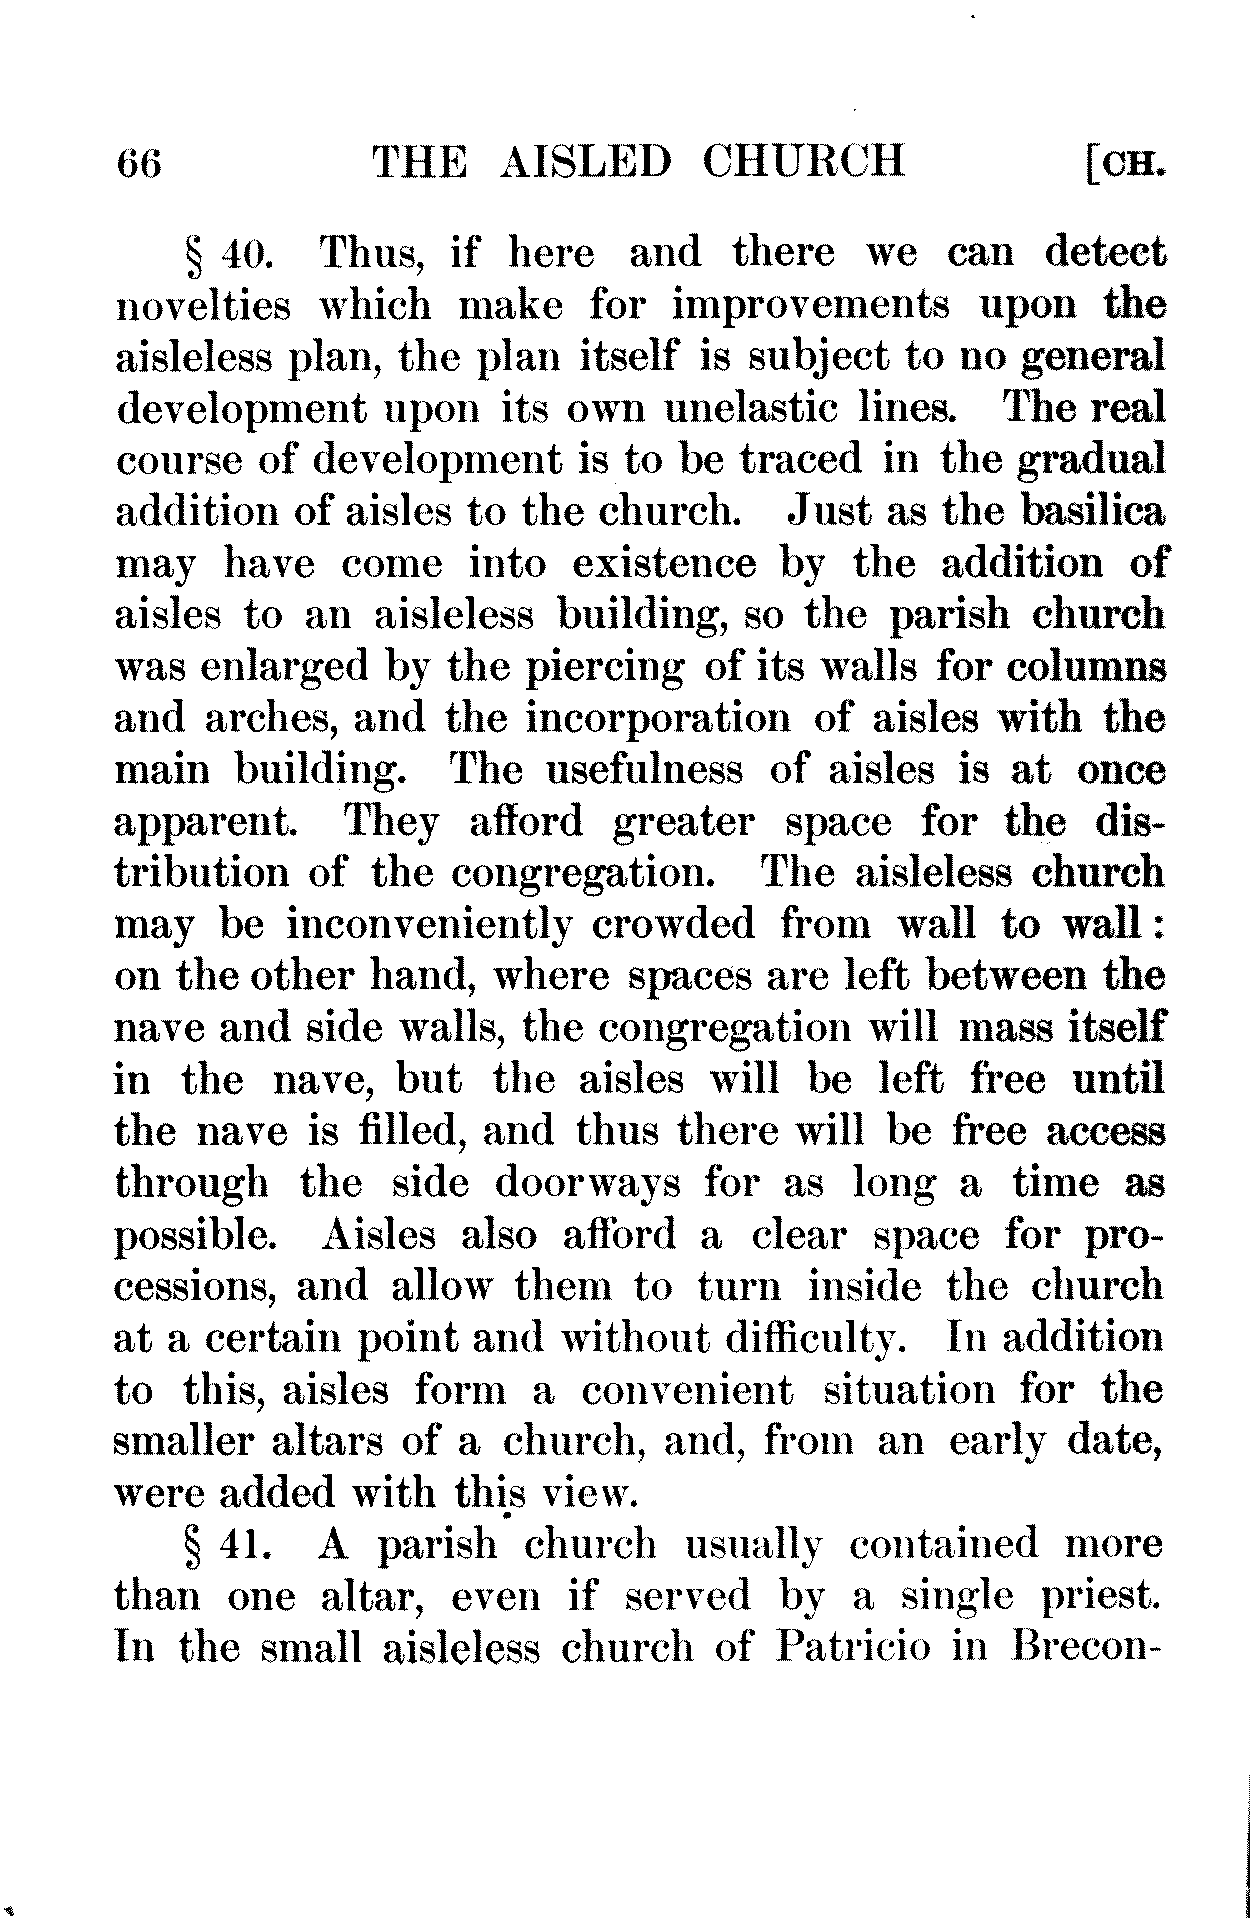 66 THE AISLED CHURCH [CH.
§ 40. Thus, if here and there we can detect
novelties which make for improvements upon the
aisleless plan, the plan itself is subject to no general
development upon its own unelastic lines. The real
course of development is to be traced in the gradual
addition of aisles to the church. Just as the basilica
may have come into existence by the addition of
aisles to an aisleless building, so the parish church
was enlarged by the piercing of its walls for columns
and arches, and the incorporation of aisles with the
main building. The usefulness of aisles is at once
apparent. They afford greater space for the dis-
tribution of the congregation. The aisleless church
may be inconveniently crowded from wall to wall :
on the other hand, where spaces are left between the
nave and side walls, the congregation will mass itself
in the nave, but the aisles will be left free until
the nave is filled, and thus there will be free access
through the side doorways for as long a time as
possible. Aisles also afford a clear space for pro-
cessions, and allow them to turn inside the church
at a certain point and without difficulty. In addition
to this, aisles form a convenient situation for the
smaller altars of a church, and, from an early date,
were added with this view.
§ 41. A parish church usually contained more
than one altar, even if served by a single priest.
In the small aisleless church of Patricio in Brecon-